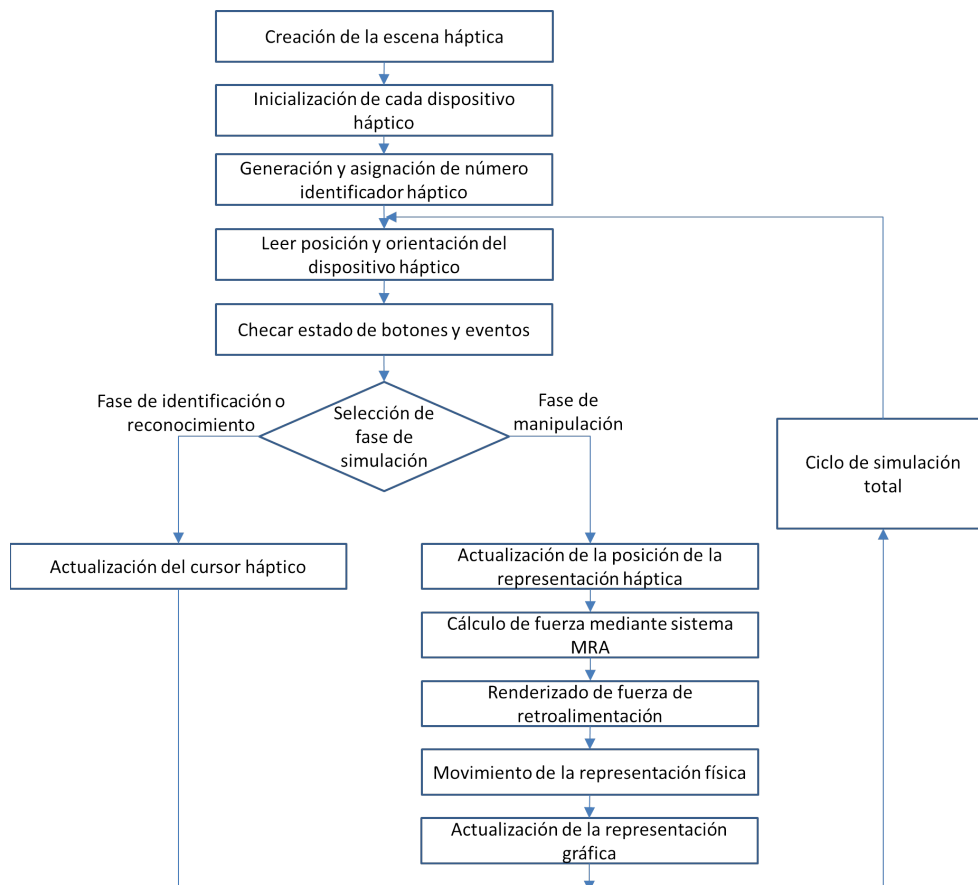 Creación de la escena háptica
Inicialización de cada dispositivo
háptico
Generación y asignación de número
identificador háptico
Leer posición y orientación del
dispositivo háptico
Checar estado de botones y eventos
Fase de identificación o
reconocimiento
Selección de
fase de
simulación
Fase de
manipulación
Ciclo de simulación
total
Actualización del cursor háptico
Actualización de la posición de la
representación háptica
Cálculo de fuerza mediante sistema
MRA
Renderizado de fuerza de
retroalimentación
Movimiento de la representación física
Actualización de la representación
gráfica